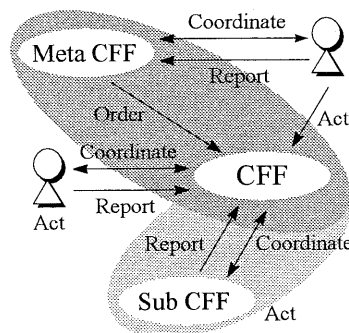 Coordinate
Meta CFF
Report
Order
Act
Coordinate
CFF
Act
Report
Report
Coordinate
Sub CFF
Act